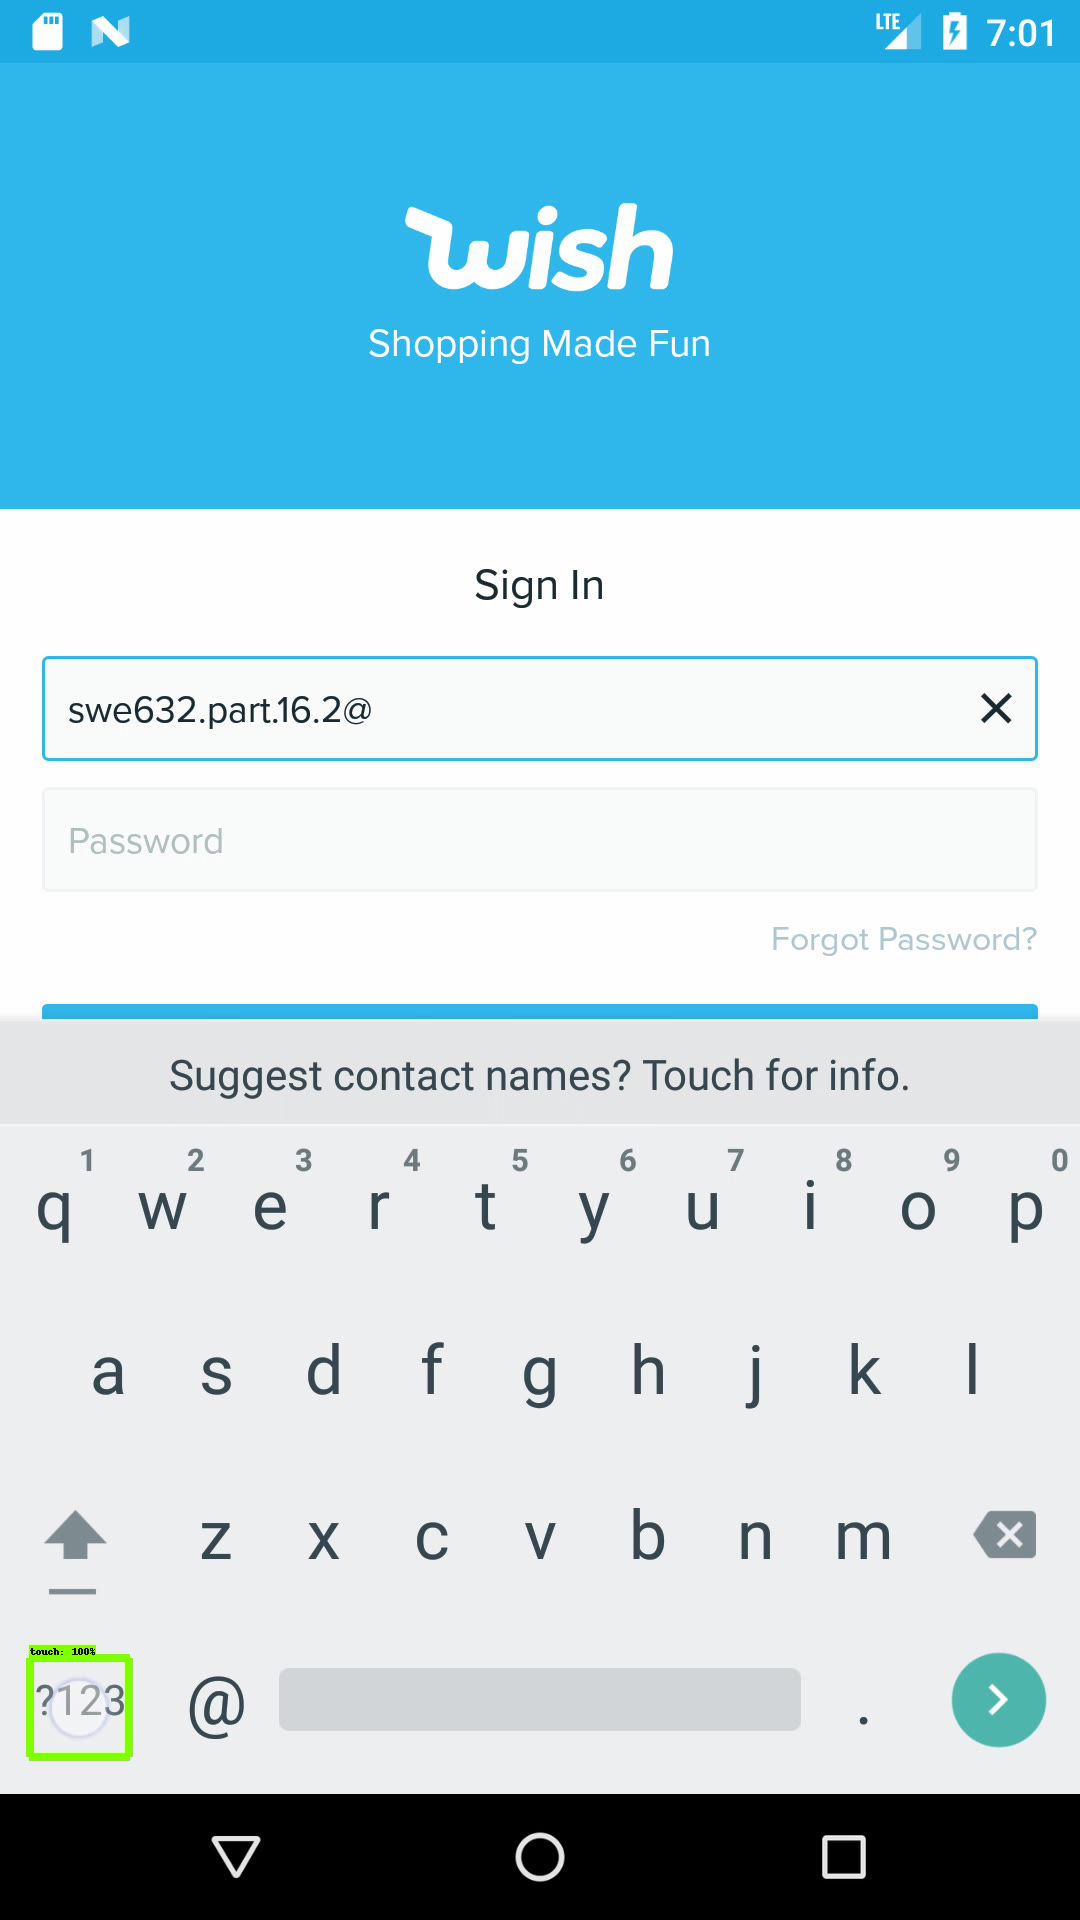 LTE 7:01
wish
Shopping Made Fun
Sign In
swe632.part.16.2@
Password
Forgot Password?
Suggest contact names? Touch for info.
1 2 3 4 5 6 7 8 9 0
q w e r t y u i o p
a s d f g h j k l
z x c v b n m
touch: 100%
?123 @ .